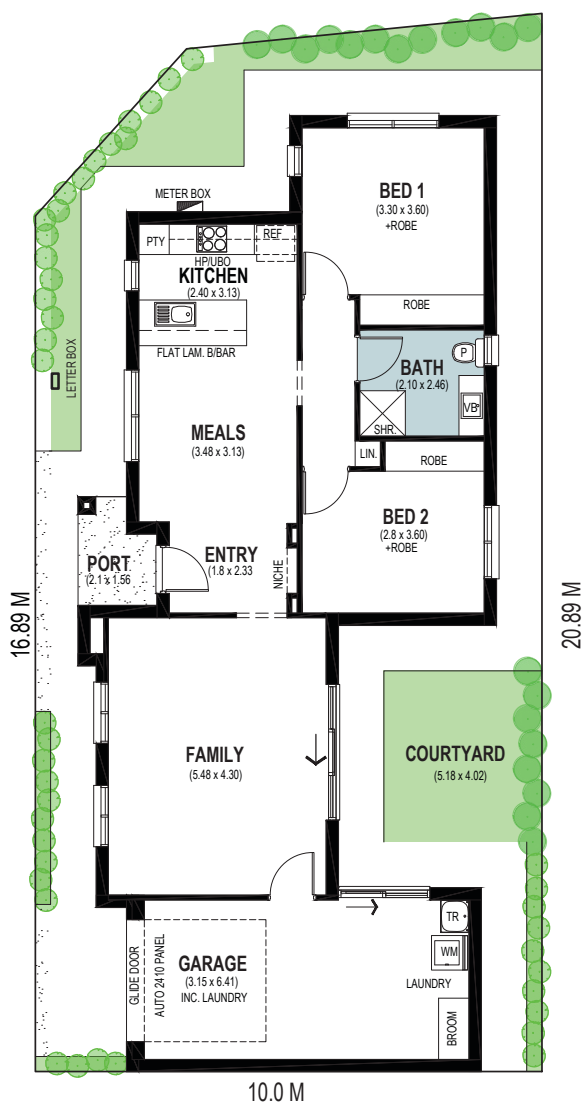 BED 1
(3.30 x 3.60)
+ROBE
METER BOX
PTY
REF
HP/UBO
KITCHEN
(2.40 x 3.13)
ROBE
FLAT LAM. B/BAR
LETTER BOX
P
BATH
(2.10 x 2.46)
VB
SHR.
MEALS
(3.48 x 3.13)
LIN.
ROBE
BED 2
(2.8 x 3.60)
+ROBE
ENTRY
(1.8 x 2.33
NICHE
PORT
(2.1 x 1.56
16.89 M
20.89 M
FAMILY
(5.48 x 4.30)
COURTYARD
(5.18 x 4.02)
GLIDE DOOR
AUTO 2410 PANEL
GARAGE
(3.15 x 6.41)
INC. LAUNDRY
TR
WM
LAUNDRY
BROOM
10.0 M